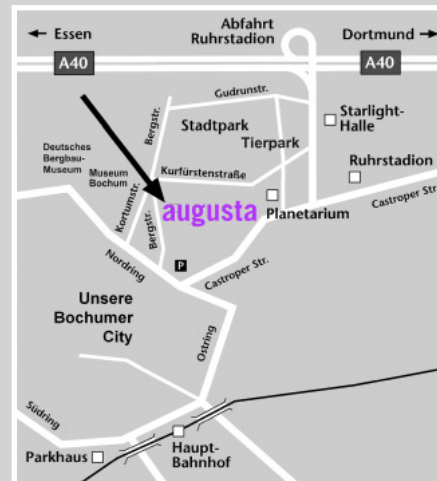 Abfahrt
Ruhrstadion
← Essen
Dortmund →
A40
A40
Gudrunstr.
Bergstr.
Stadtpark
Starlight-
Halle
Tierpark
Deutsches
Bergbau-
Museum
Museum
Bochum
Kurfürstenstraße
Ruhrstadion
Kortumstr.
augusta
Planetarium
Castroper Str.
Bergstr.
Nordring
P
Castroper Str.
Unsere
Bochumer
City
Ostring
Südring
Parkhaus
Haupt-
Bahnhof